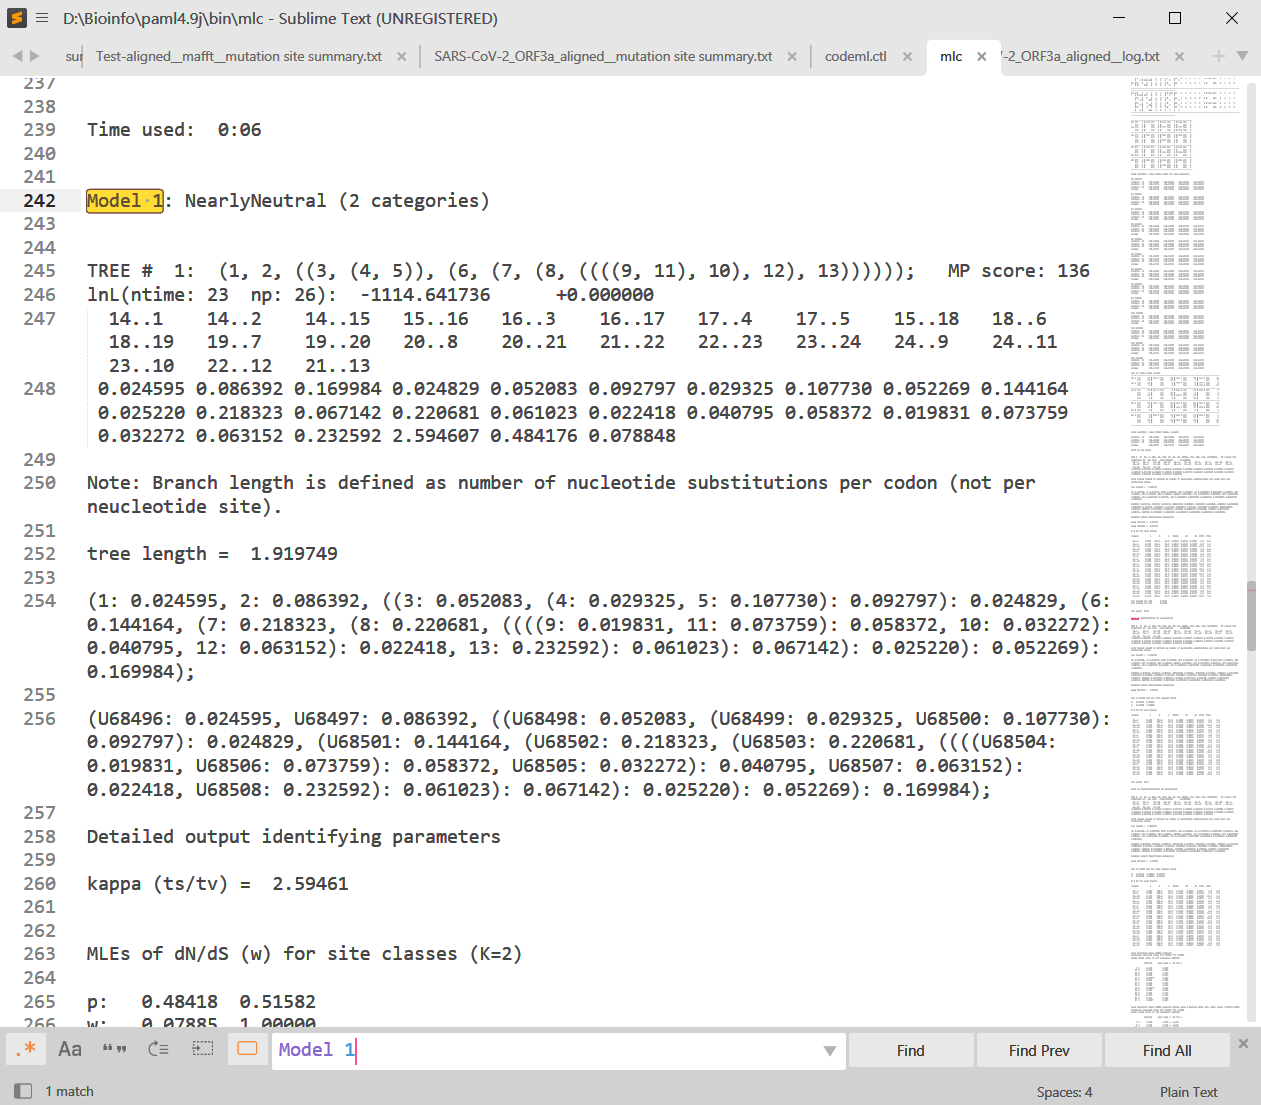 D:\Bioinfo\paml4.9j\bin\mlc - Sublime Text (UNREGISTERED)
Test-aligned__mafft__mutation site summary.txt
SARS-CoV-2_ORF3a_aligned__mutation site summary.txt
codeml.ctl
mlc
-2_ORF3a_aligned__log.txt
237
238
239 Time used: 0:06
240
241
242 Model 1: NearlyNeutral (2 categories)
243
244
245 TREE # 1: (1, 2, ((3, (4, 5)), (6, (7, (8, ((((9, 11), 10), 12), 13)))))); MP score: 136
246 lnL(ntime: 23 np: 26): -1114.641736 +0.000000
247 14..1 14..2 14..15 15..16 16..3 16..17 17..4 17..5 15..18 18..6
18..19 19..7 19..20 20..8 20..21 21..22 22..23 23..24 24..9 24..11
23..10 22..12 21..13
248 0.024595 0.086392 0.169984 0.024829 0.052083 0.092797 0.029325 0.107730 0.052269 0.144164
0.025220 0.218323 0.067142 0.220681 0.061023 0.022418 0.040795 0.058372 0.019831 0.073759
0.032272 0.063152 0.232592 2.594607 0.484176 0.078848
249
250 Note: Branch length is defined as number of nucleotide substitutions per codon (not per
neucleotide site).
251
252 tree length = 1.919749
253
254 (1: 0.024595, 2: 0.086392, ((3: 0.052083, (4: 0.029325, 5: 0.107730): 0.092797): 0.024829, (6:
0.144164, (7: 0.218323, (8: 0.220681, ((((9: 0.019831, 11: 0.073759): 0.058372, 10: 0.032272):
0.040795, 12: 0.063152): 0.022418, 13: 0.232592): 0.061023): 0.067142): 0.025220): 0.052269):
0.169984);
255
256 (U68496: 0.024595, U68497: 0.086392, ((U68498: 0.052083, (U68499: 0.029325, U68500: 0.107730):
0.092797): 0.024829, (U68501: 0.144164, (U68502: 0.218323, (U68503: 0.220681, ((((U68504:
0.019831, U68506: 0.073759): 0.058372, U68505: 0.032272): 0.040795, U68507: 0.063152):
0.022418, U68508: 0.232592): 0.061023): 0.067142): 0.025220): 0.052269): 0.169984);
257
258 Detailed output identifying parameters
259
260 kappa (ts/tv) = 2.59461
261
262
263 MLEs of dN/dS (w) for site classes (K=2)
264
265 p: 0.48418 0.51582
266 w: 0.07885 1.00000
.* Aa “” Model 1 Find Find Prev Find All
1 match Spaces: 4 Plain Text